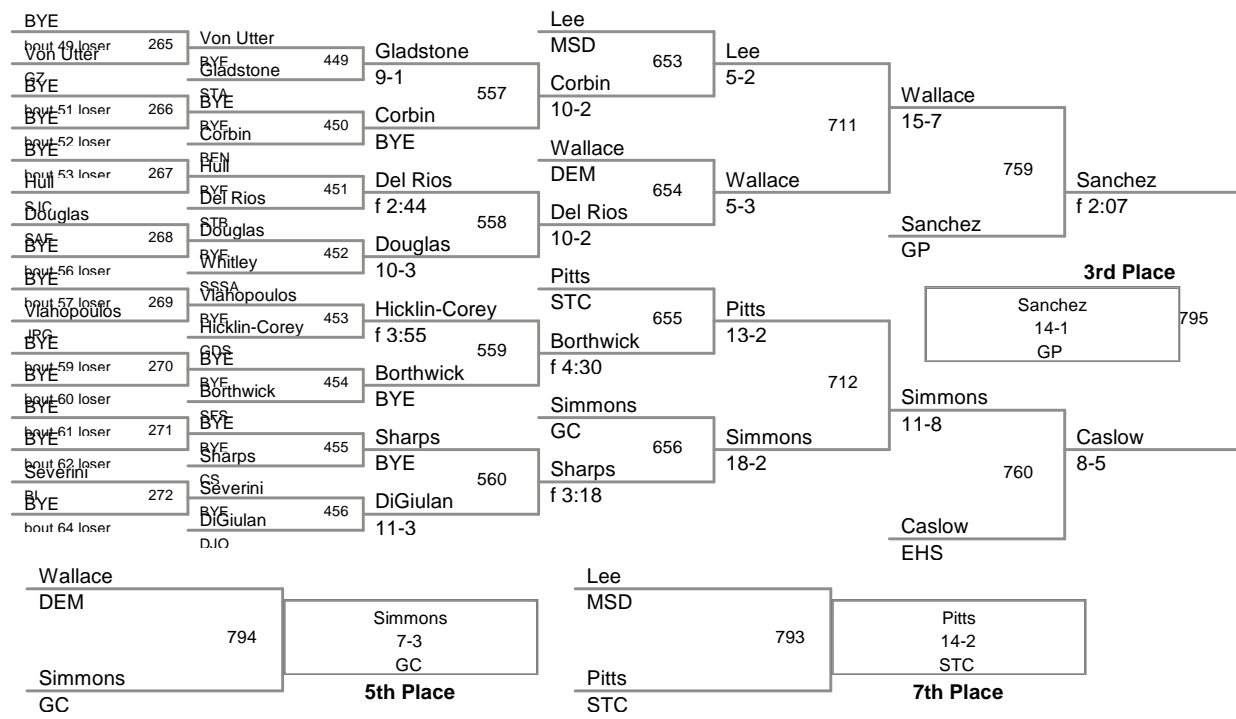 BYE
bout 49 loser
265
Von Utter
GZ
BYE
bout 51 loser
266
BYE
bout 52 loser
BYE
bout 53 loser
267
Hull
SJC
Douglas
SAF
268
BYE
bout 56 loser
BYE
bout 57 loser
269
Vlahopoulos
JPG
BYE
bout 59 loser
270
BYE
bout 60 loser
BYE
bout 61 loser
271
BYE
bout 62 loser
Severini
BI
272
BYE
bout 64 loser
Von Utter
BYE
449
Gladstone
STA
BYE
BYE
450
Corbin
BEN
Hull
BYE
451
Del Rios
STB
Douglas
BYE
452
Whitley
SSSA
Vlahopoulos
BYE
453
Hicklin-Corey
GDS
BYE
BYE
454
Borthwick
SFS
BYE
BYE
455
Sharps
CS
Severini
BYE
456
DiGiulan
DJO
Gladstone
9-1
557
Corbin
BYE
Del Rios
f 2:44
558
Douglas
10-3
Hicklin-Corey
f 3:55
559
Borthwick
BYE
Sharps
BYE
560
DiGiulan
11-3
Lee
MSD
653
Corbin
10-2
Wallace
DEM
654
Del Rios
10-2
Pitts
STC
655
Borthwick
f 4:30
Simmons
GC
656
Sharps
f 3:18
Lee
5-2
711
Wallace
5-3
Pitts
13-2
712
Simmons
18-2
Wallace
15-7
759
Sanchez
GP
Simmons
11-8
760
Caslow
EHS
Sanchez
f 2:07
3rd Place
Sanchez
14-1
GP
795
Caslow
8-5
Wallace
DEM
794
Simmons
GC
Simmons
7-3
GC
5th Place
Lee
MSD
793
Pitts
STC
Pitts
14-2
STC
7th Place